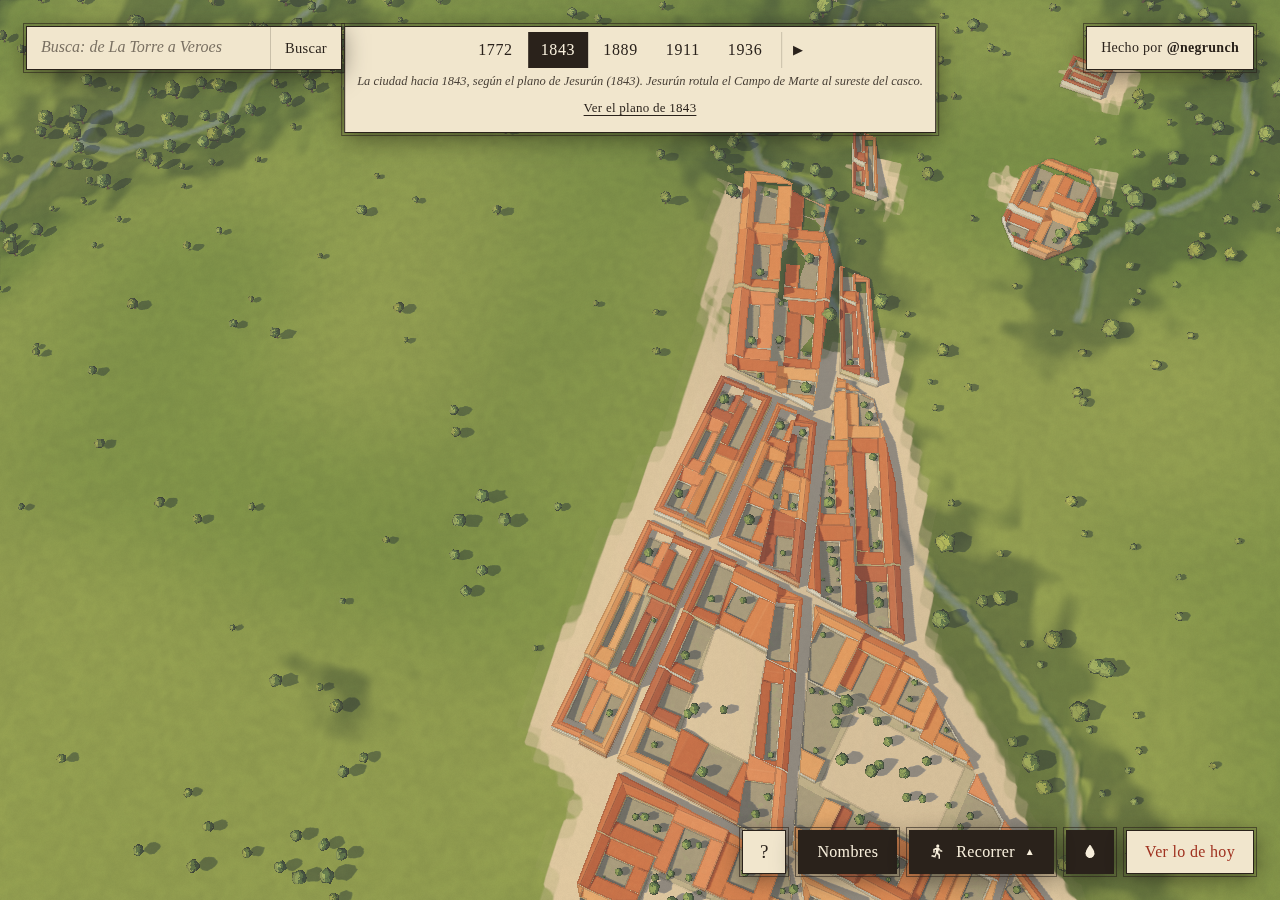 Busca: de La Torre a Veroes
Buscar
1772 1843 1889 1911 1936 ▶
La ciudad hacia 1843, según el plano de Jesurún (1843). Jesurún rotula el Campo de Marte al sureste del casco.
Ver el plano de 1843
Hecho por @negrunch
?
Nombres
Recorrer ▲
Ver lo de hoy